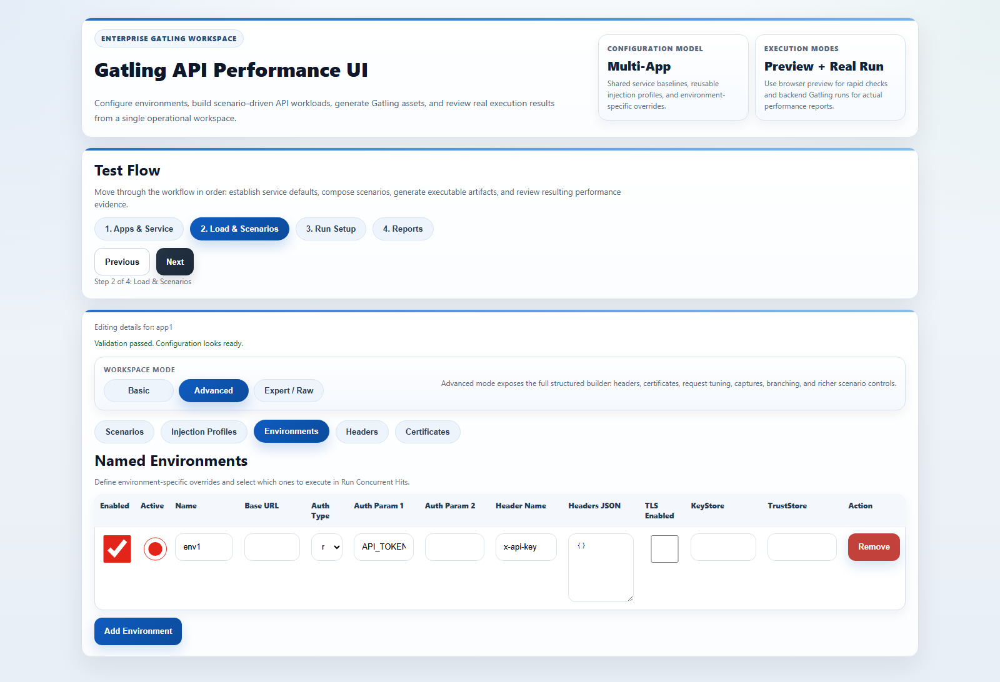 ENTERPRISE GATLING WORKSPACE
Gatling API Performance UI
Configure environments, build scenario-driven API workloads, generate Gatling assets, and review real execution results
from a single operational workspace.
CONFIGURATION MODEL
Multi-App
Shared service baselines, reusable
injection profiles, and environment-
specific overrides.
EXECUTION MODES
Preview + Real Run
Use browser preview for rapid checks
and backend Gatling runs for actual
performance reports.
Test Flow
Move through the workflow in order: establish service defaults, compose scenarios, generate executable artifacts, and review resulting performance
evidence.
1. Apps & Service
2. Load & Scenarios
3. Run Setup
4. Reports
Previous
Next
Step 2 of 4: Load & Scenarios
Editing details for: app1
Validation passed. Configuration looks ready.
WORKSPACE MODE
Basic
Advanced
Expert / Raw
Advanced mode exposes the full structured builder: headers, certificates, request tuning, captures, branching, and richer scenario controls.
Scenarios
Injection Profiles
Environments
Headers
Certificates
Named Environments
Define environment-specific overrides and select which ones to execute in Run Concurrent Hits.
Enabled
Active
Name
Base URL
Auth
Type
Auth Param 1
Auth Param 2
Header Name
Headers JSON
TLS
Enabled
KeyStore
TrustStore
Action
env1
r
API_TOKEN
x-api-key
{}
Remove
Add Environment